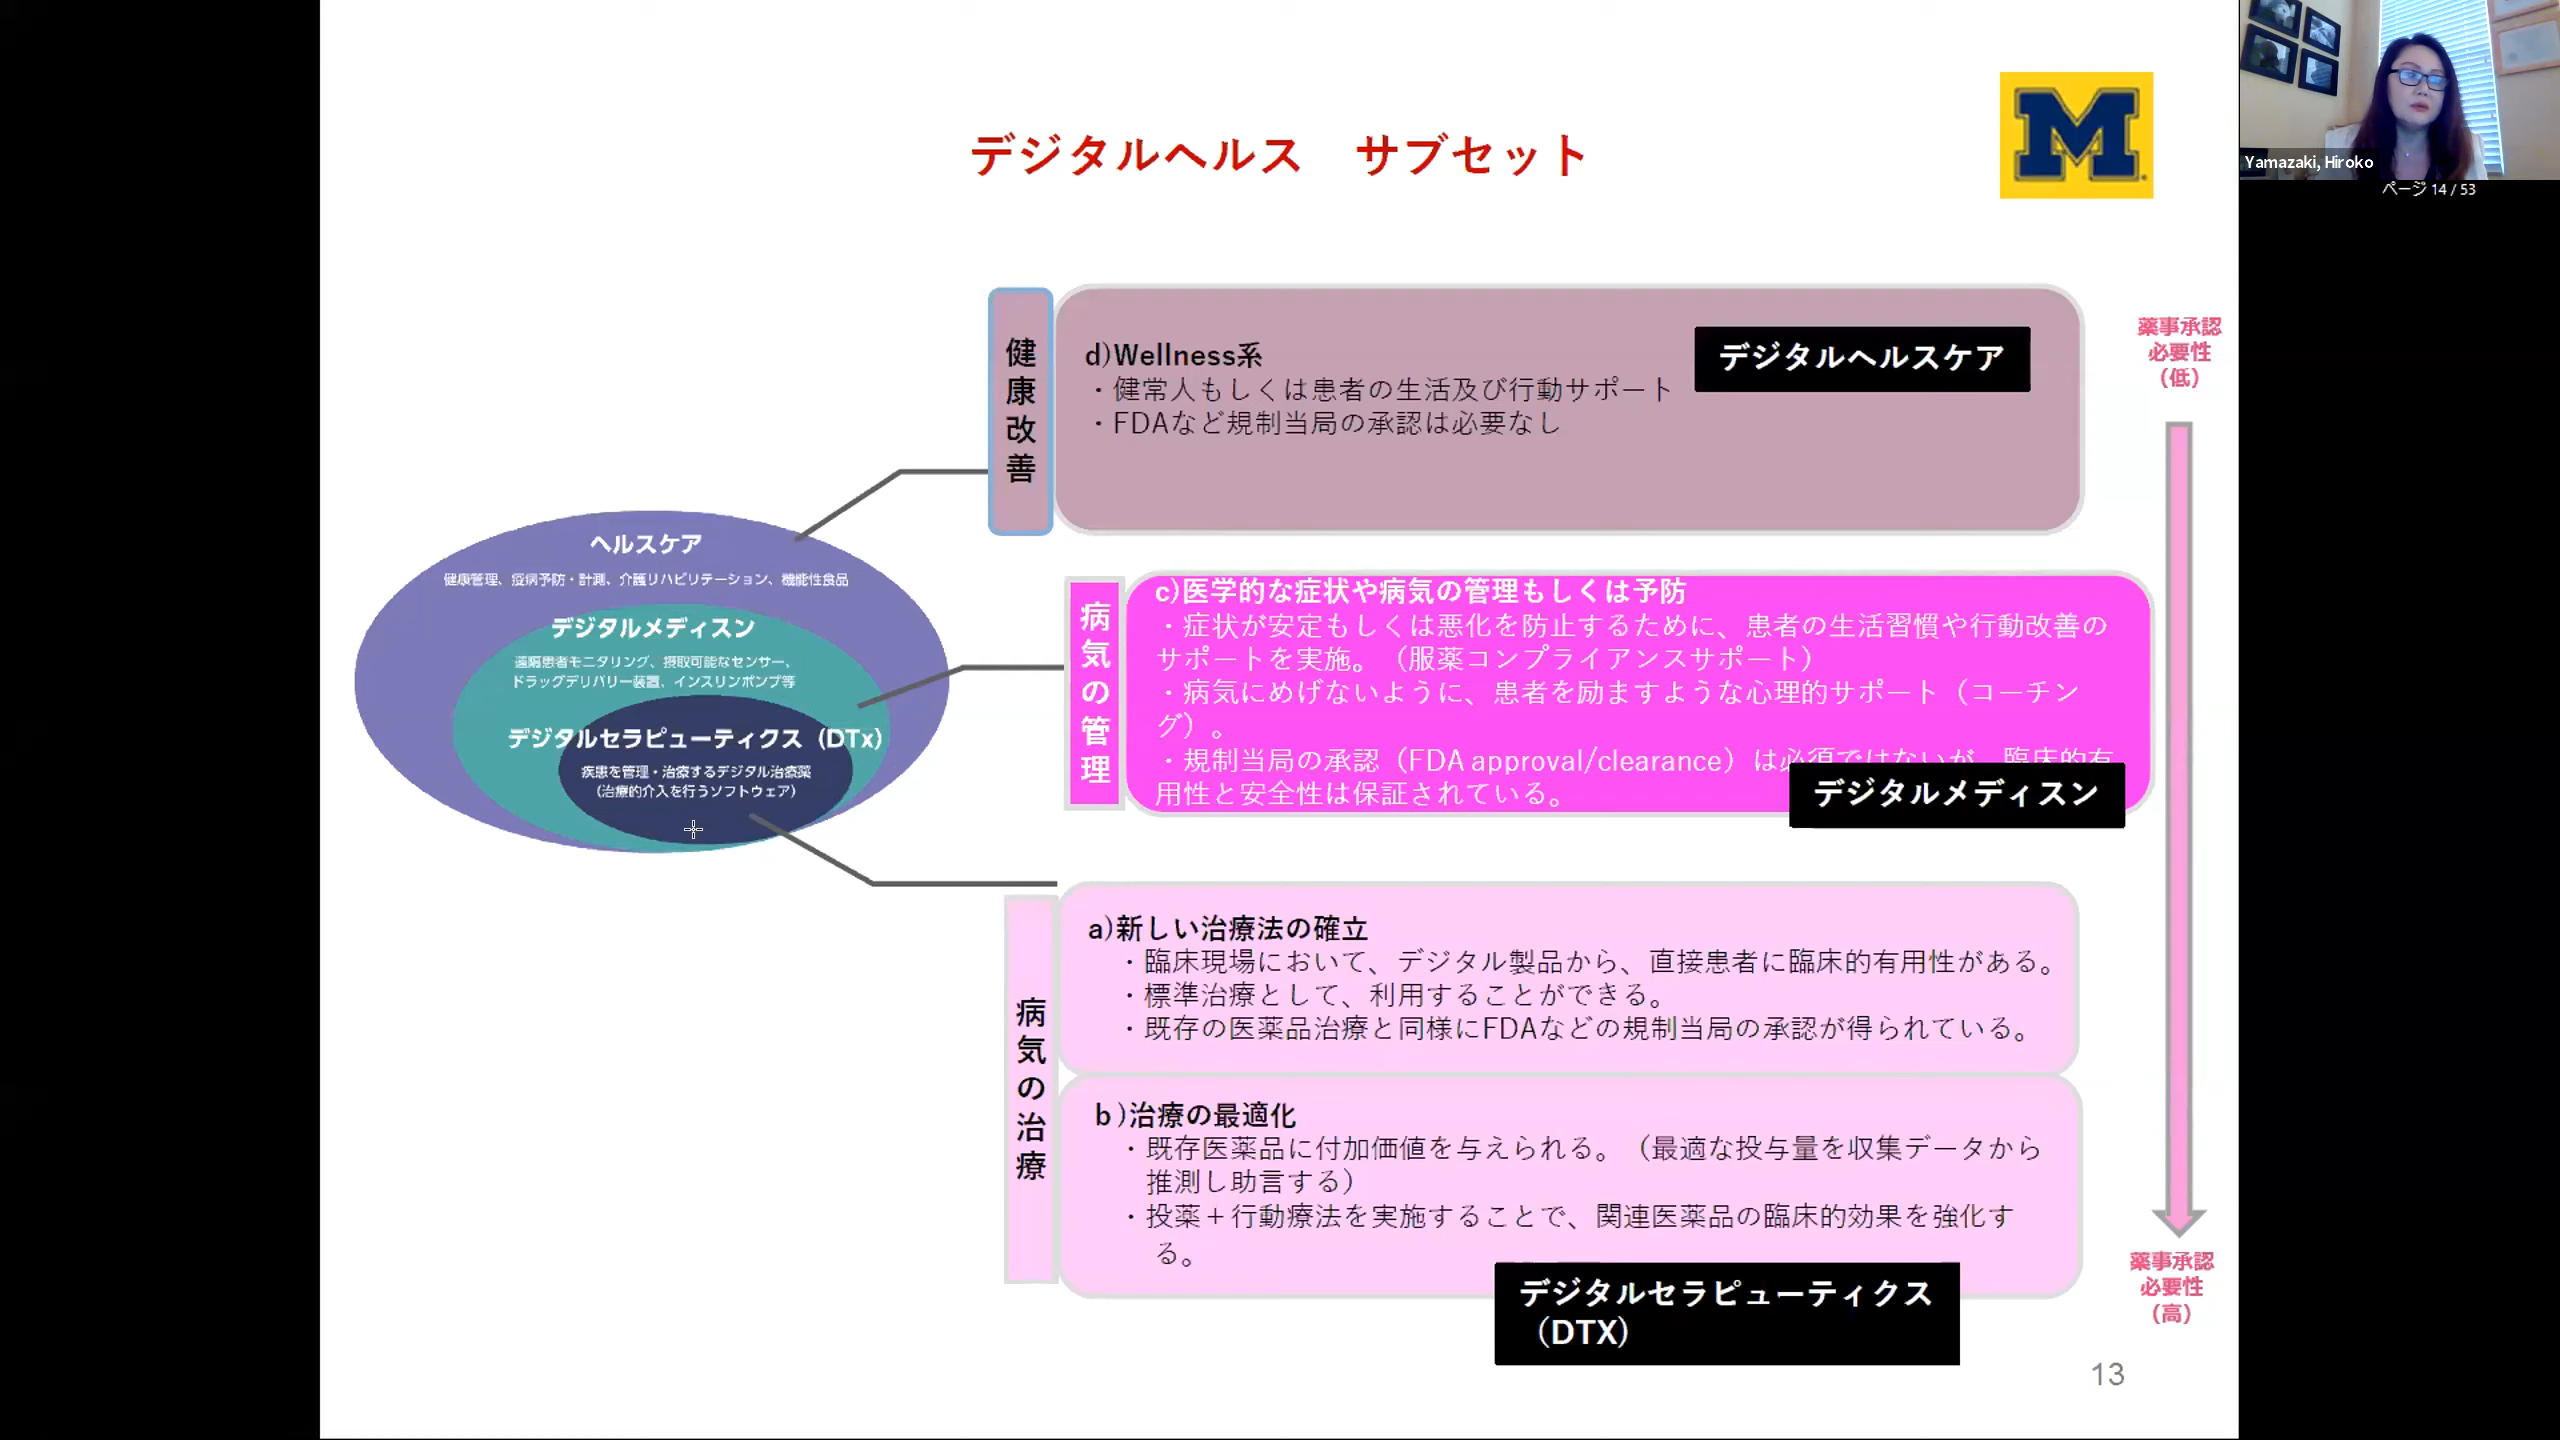 デジタルヘルス サブセット
M
Yamazaki, Hiroko
ページ 14 / 53
健康改善
d)Wellness系
・健常人もしくは患者の生活及び行動サポート
・FDAなど規制当局の承認は必要なし
デジタルヘルスケア
薬事承認
必要性
（低）
ヘルスケア
健康管理、疫病予防・計測、介護リハビリテーション、機能性食品
デジタルメディスン
遠隔患者モニタリング、摂取可能なセンサー、
ドラッグデリバリー装置、インスリンポンプ等
デジタルセラピューティクス（DTx）
疾患を管理・治療するデジタル治療薬
（治療的介入を行うソフトウェア）
病気の管理
c)医学的な症状や病気の管理もしくは予防
・症状が安定もしくは悪化を防止するために、患者の生活習慣や行動改善の
サポートを実施。（服薬コンプライアンスサポート）
・病気にめげないように、患者を励ますような心理的サポート（コーチン
グ）。
・規制当局の承認（FDA approval/clearance）は必須ではないが、臨床的有
用性と安全性は保証されている。
デジタルメディスン
病気の治療
a)新しい治療法の確立
・臨床現場において、デジタル製品から、直接患者に臨床的有用性がある。
・標準治療として、利用することができる。
・既存の医薬品治療と同様にFDAなどの規制当局の承認が得られている。
b)治療の最適化
・既存医薬品に付加価値を与えられる。（最適な投与量を収集データから
推測し助言する）
・投薬＋行動療法を実施することで、関連医薬品の臨床的効果を強化す
る。
デジタルセラピューティクス
（DTX）
薬事承認
必要性
（高）
13